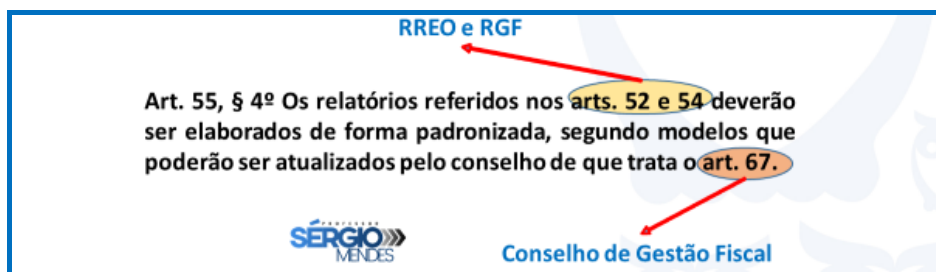 RREO e RGF
Art. 55, § 4º Os relatórios referidos nos arts. 52 e 54 deverão
ser elaborados de forma padronizada, segundo modelos que
poderão ser atualizados pelo conselho de que trata o art. 67.
PROFESSOR
SÉRGIO
MENDES
Conselho de Gestão Fiscal